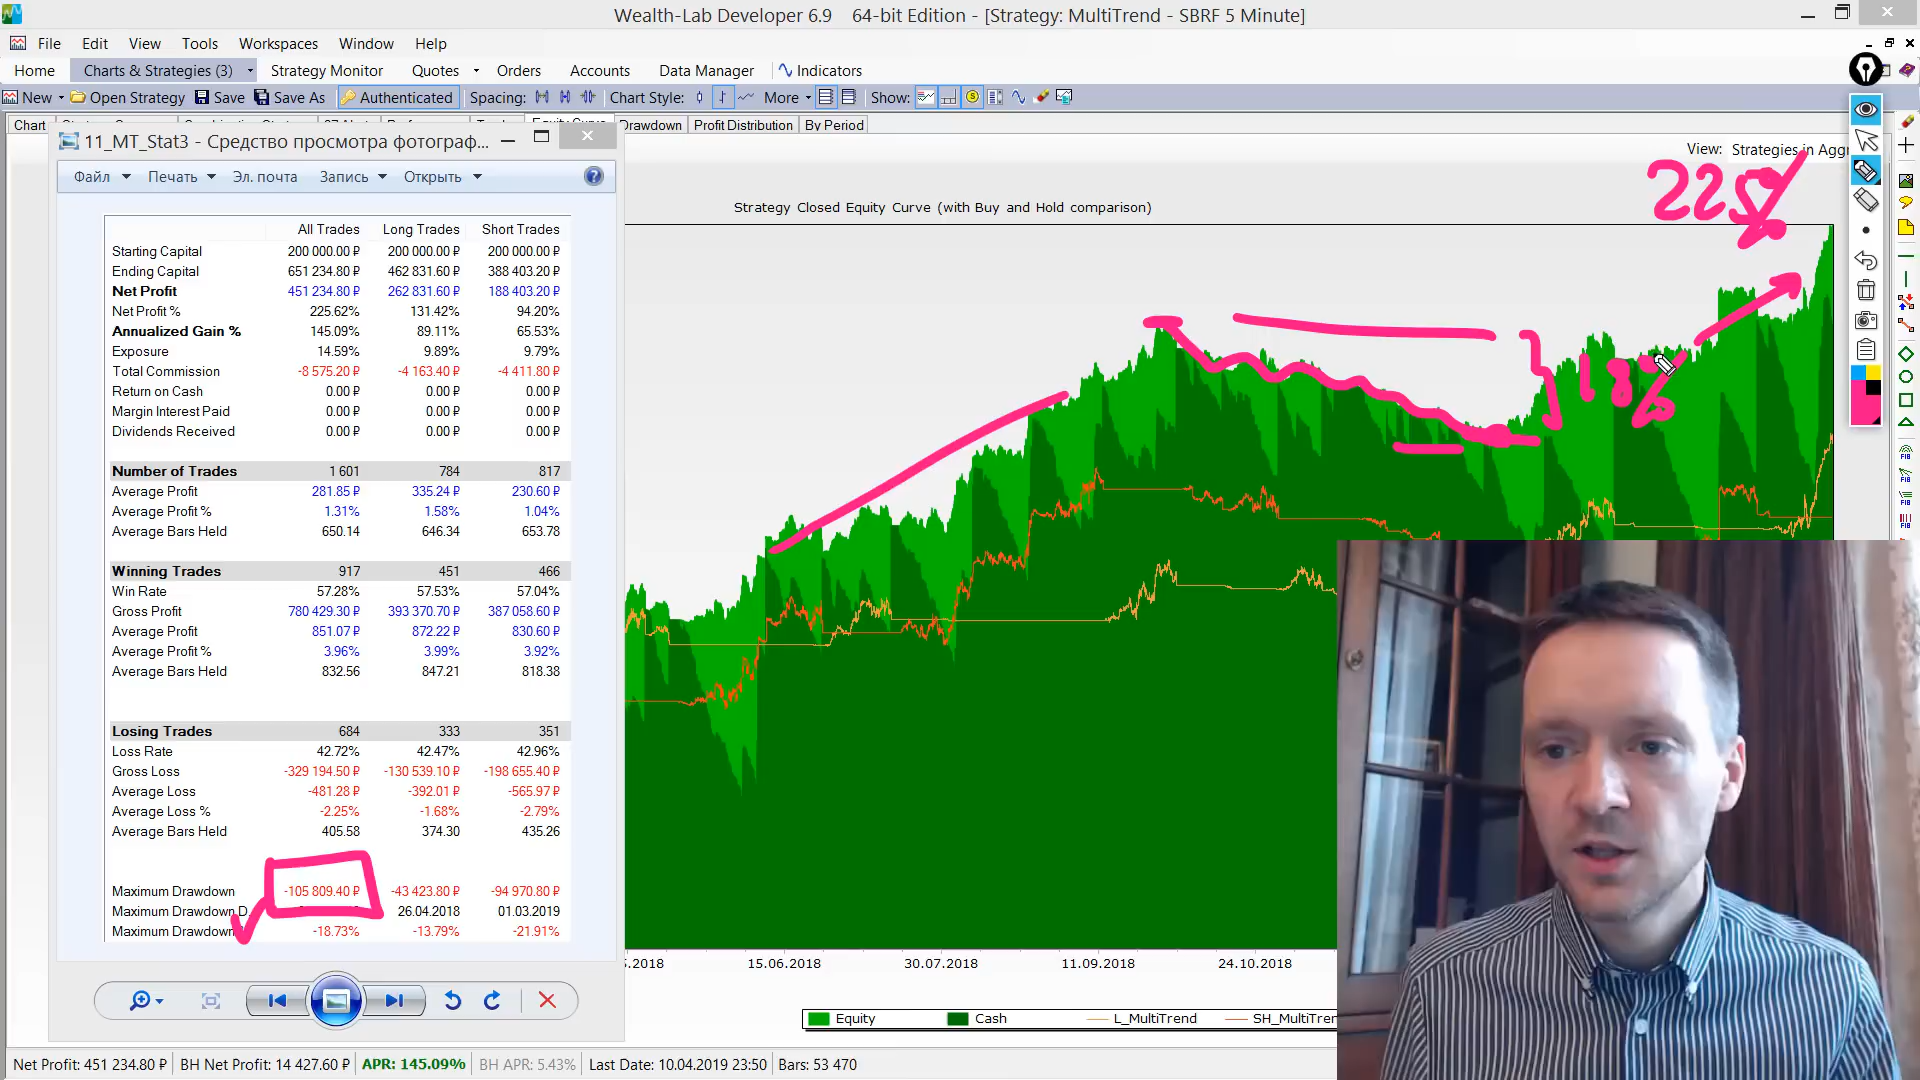 Wealth-Lab Developer 6.9 64-bit Edition - [Strategy: MultiTrend - SBRF 5 Minute]
File Edit View Tools Workspaces Window Help
Home Charts & Strategies (3) Strategy Monitor Quotes Orders Accounts Data Manager Indicators
New Open Strategy Save Save As Authenticated Spacing: Chart Style: More Show:
Chart Drawdown Profit Distribution By Period
11_MT_Stat3 - Средство просмотра фотограф...
Файл Печать Эл. почта Запись Открыть
View: Strategies in Aggr
225%
Strategy Closed Equity Curve (with Buy and Hold comparison)
18%
All Trades Long Trades Short Trades
Starting Capital 200 000.00 ₽ 200 000.00 ₽ 200 000.00 ₽
Ending Capital 651 234.80 ₽ 462 831.60 ₽ 388 403.20 ₽
Net Profit 451 234.80 ₽ 262 831.60 ₽ 188 403.20 ₽
Net Profit % 225.62% 131.42% 94.20%
Annualized Gain % 145.09% 89.11% 65.53%
Exposure 14.59% 9.89% 9.79%
Total Commission -8 575.20 ₽ -4 163.40 ₽ -4 411.80 ₽
Return on Cash 0.00 ₽ 0.00 ₽ 0.00 ₽
Margin Interest Paid 0.00 ₽ 0.00 ₽ 0.00 ₽
Dividends Received 0.00 ₽ 0.00 ₽ 0.00 ₽
Number of Trades 1 601 784 817
Average Profit 281.85 ₽ 335.24 ₽ 230.60 ₽
Average Profit % 1.31% 1.58% 1.04%
Average Bars Held 650.14 646.34 653.78
Winning Trades 917 451 466
Win Rate 57.28% 57.53% 57.04%
Gross Profit 780 429.30 ₽ 393 370.70 ₽ 387 058.60 ₽
Average Profit 851.07 ₽ 872.22 ₽ 830.60 ₽
Average Profit % 3.96% 3.99% 3.92%
Average Bars Held 832.56 847.21 818.38
Losing Trades 684 333 351
Loss Rate 42.72% 42.47% 42.96%
Gross Loss -329 194.50 ₽ -130 539.10 ₽ -198 655.40 ₽
Average Loss -481.28 ₽ -392.01 ₽ -565.97 ₽
Average Loss % -2.25% -1.68% -2.79%
Average Bars Held 405.58 374.30 435.26
Maximum Drawdown -105 809.40 ₽ -43 423.80 ₽ -94 970.80 ₽
Maximum Drawdown D 26.04.2018 01.03.2019
Maximum Drawdown -18.73% -13.79% -21.91%
.2018 15.06.2018 30.07.2018 11.09.2018 24.10.2018
Equity Cash L_MultiTrend SH_MultiTren
Net Profit: 451 234.80 ₽ BH Net Profit: 14 427.60 ₽ APR: 145.09% BH APR: 5.43% Last Date: 10.04.2019 23:50 Bars: 53 470